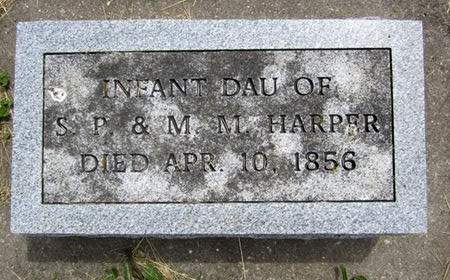 INFANT DAU OF
S. P. & M. M. HARPER
DIED APR. 10, 1856